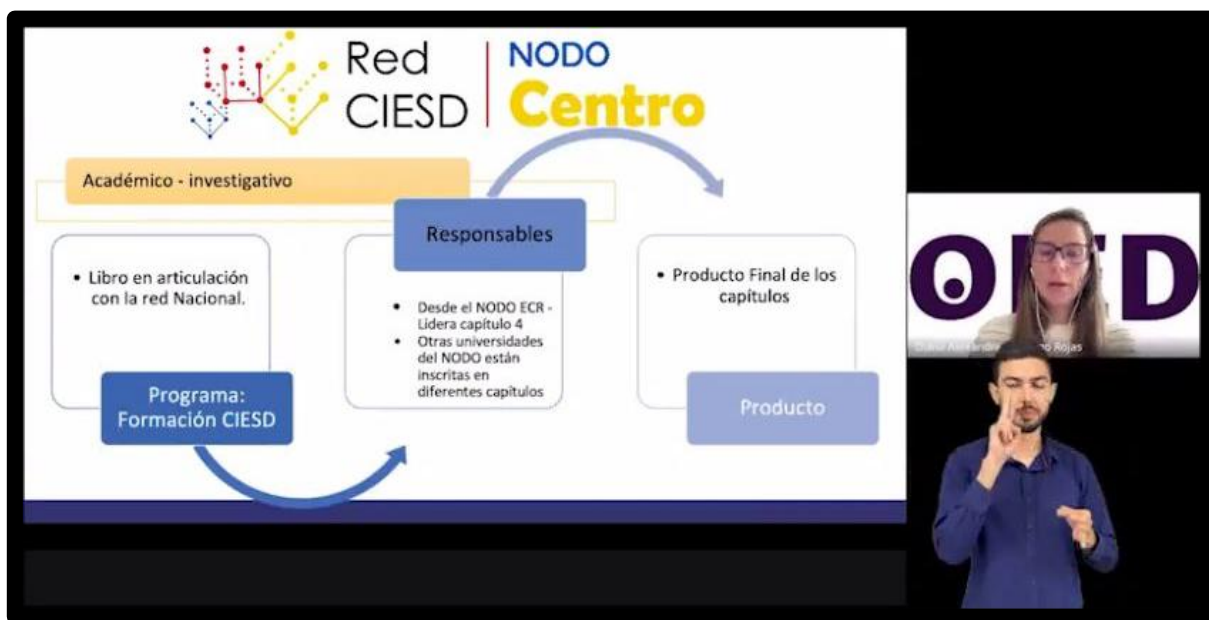 Red
CIESD
NODO
Centro
Académico - investigativo
• Libro en articulación
con la red Nacional.
Programa:
Formación CIESD
Responsables
• Desde el NODO ECR -
Lidera capítulo 4
• Otras universidades
del NODO están
inscritas en
diferentes capítulos
• Producto Final de los
capítulos
Producto
Rojas